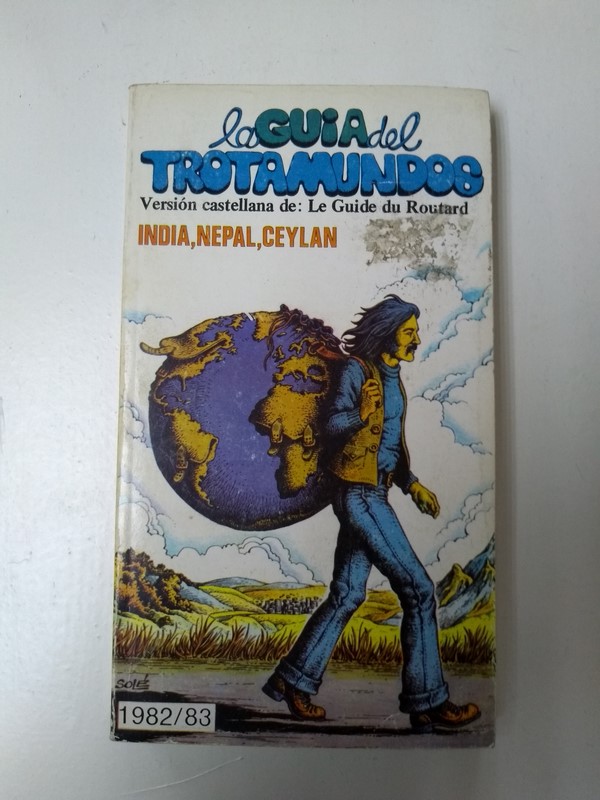 la GUiA del
TROTAMUNDOS
Versión castellana de: Le Guide du Routard
INDIA,NEPAL,CEYLAN
SOLÉ
1982/83